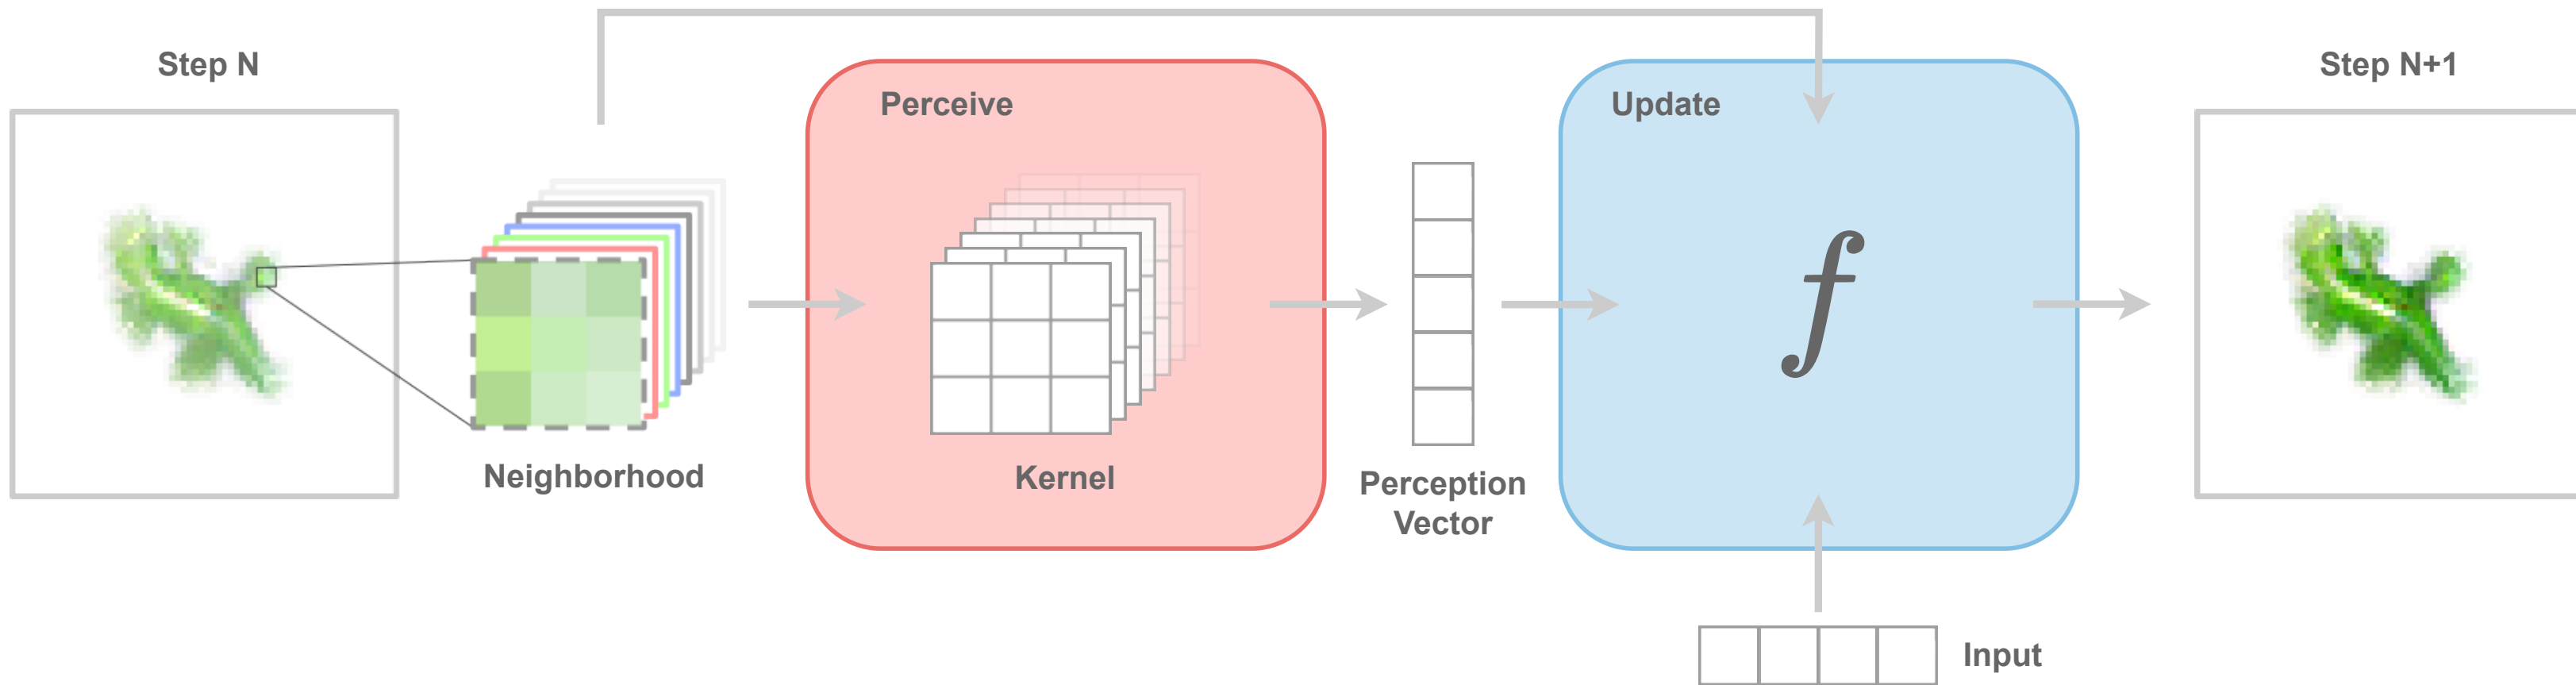 Step N
Neighborhood
Perceive
Kernel
Perception
Vector
Update
f
Input
Step N+1